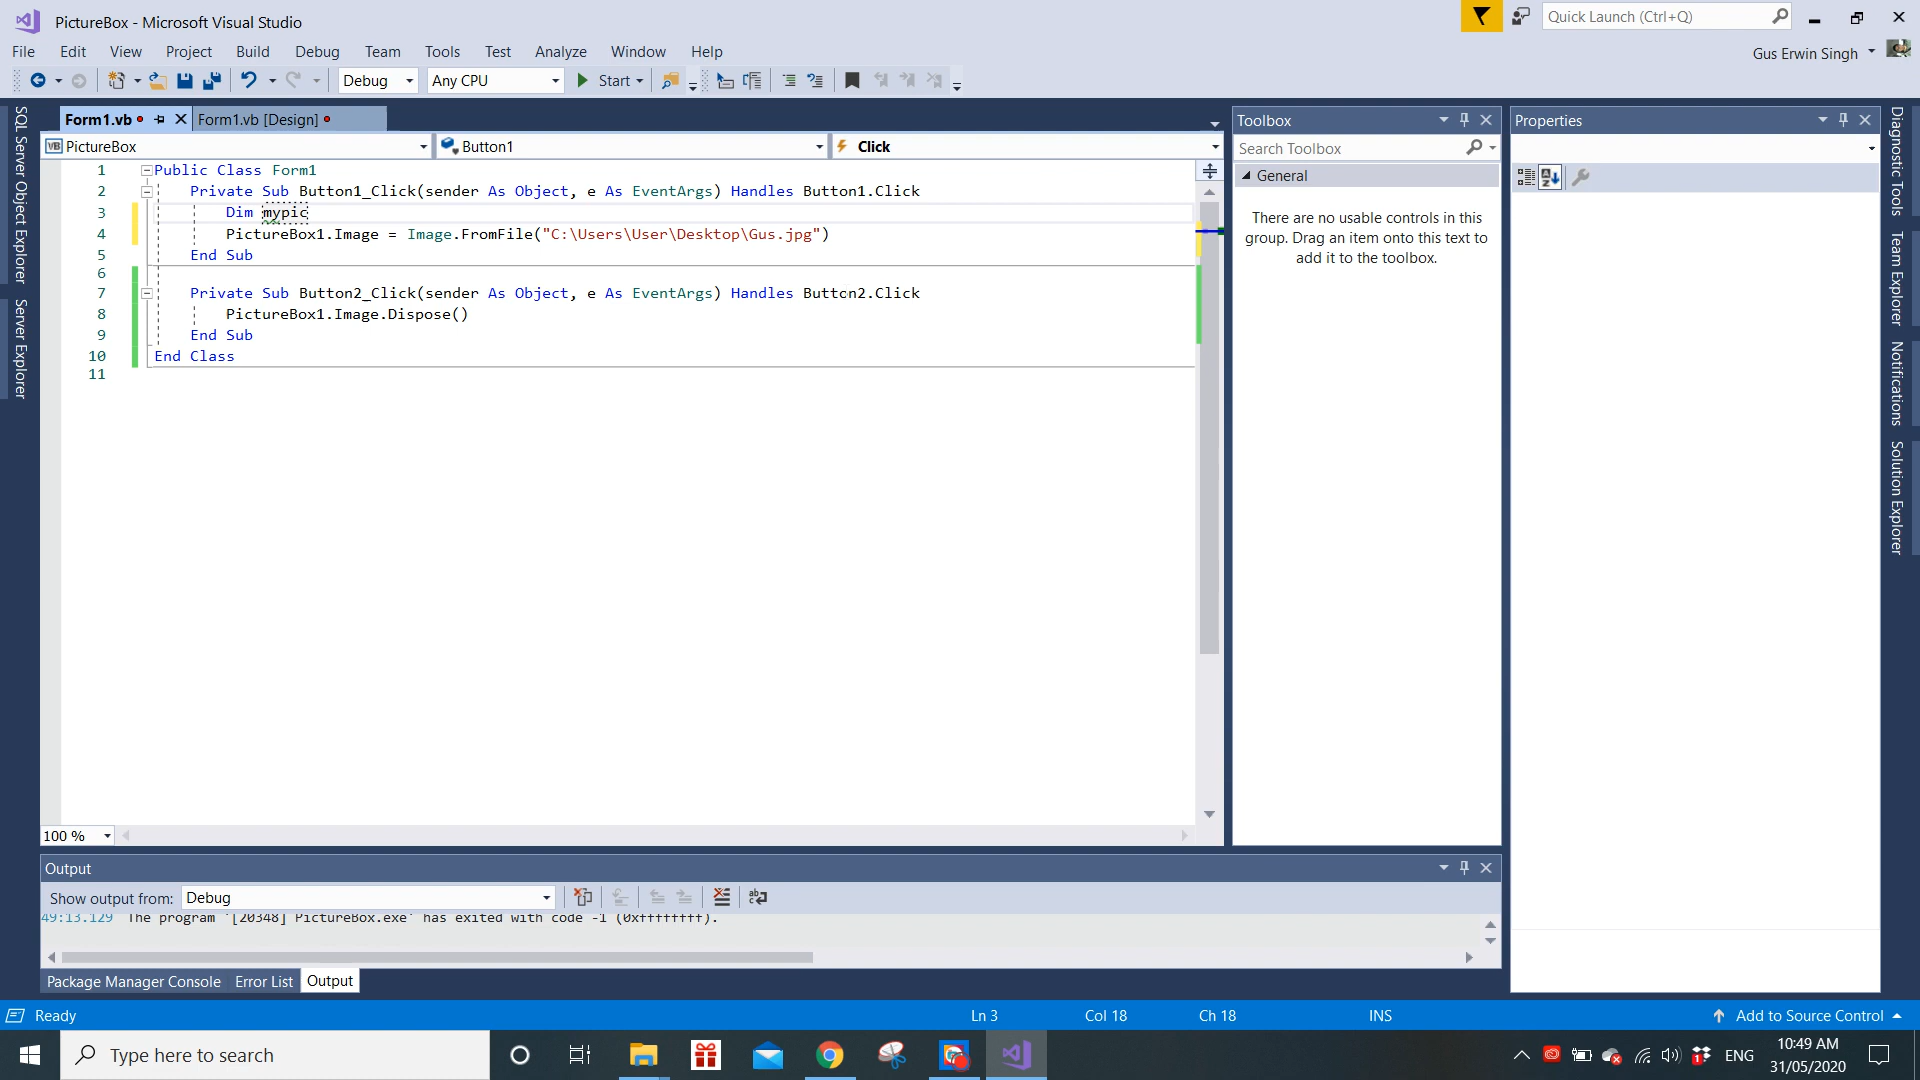 PictureBox - Microsoft Visual Studio
Quick Launch (Ctrl+Q)
File Edit View Project Build Debug Team Tools Test Analyze Window Help
Gus Erwin Singh
Debug Any CPU Start
SQL Server Object Explorer
Server Explorer
Form1.vb Form1.vb [Design]
VB PictureBox Button1 Click
1 Public Class Form1
2 Private Sub Button1_Click(sender As Object, e As EventArgs) Handles Button1.Click
3 Dim mypic
4 PictureBox1.Image = Image.FromFile("C:\Users\User\Desktop\Gus.jpg")
5 End Sub
6
7 Private Sub Button2_Click(sender As Object, e As EventArgs) Handles Button2.Click
8 PictureBox1.Image.Dispose()
9 End Sub
10 End Class
11
100 %
Toolbox
Search Toolbox
General
There are no usable controls in this
group. Drag an item onto this text to
add it to the toolbox.
Properties
Diagnostic Tools
Team Explorer
Notifications
Solution Explorer
Output
Show output from: Debug
49:13.129 The program '[20348] PictureBox.exe' has exited with code -1 (0xffffffff).
Package Manager Console Error List Output
Ready Ln 3 Col 18 Ch 18 INS Add to Source Control
Type here to search
ENG
10:49 AM
31/05/2020